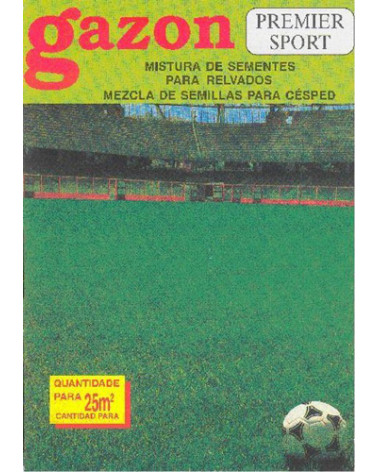 gazon
PREMIER
SPORT
MISTURA DE SEMENTES
PARA RELVADOS
MEZCLA DE SEMILLAS PARA CÉSPED
QUANTIDADE
PARA 25m²
CANTIDAD PARA